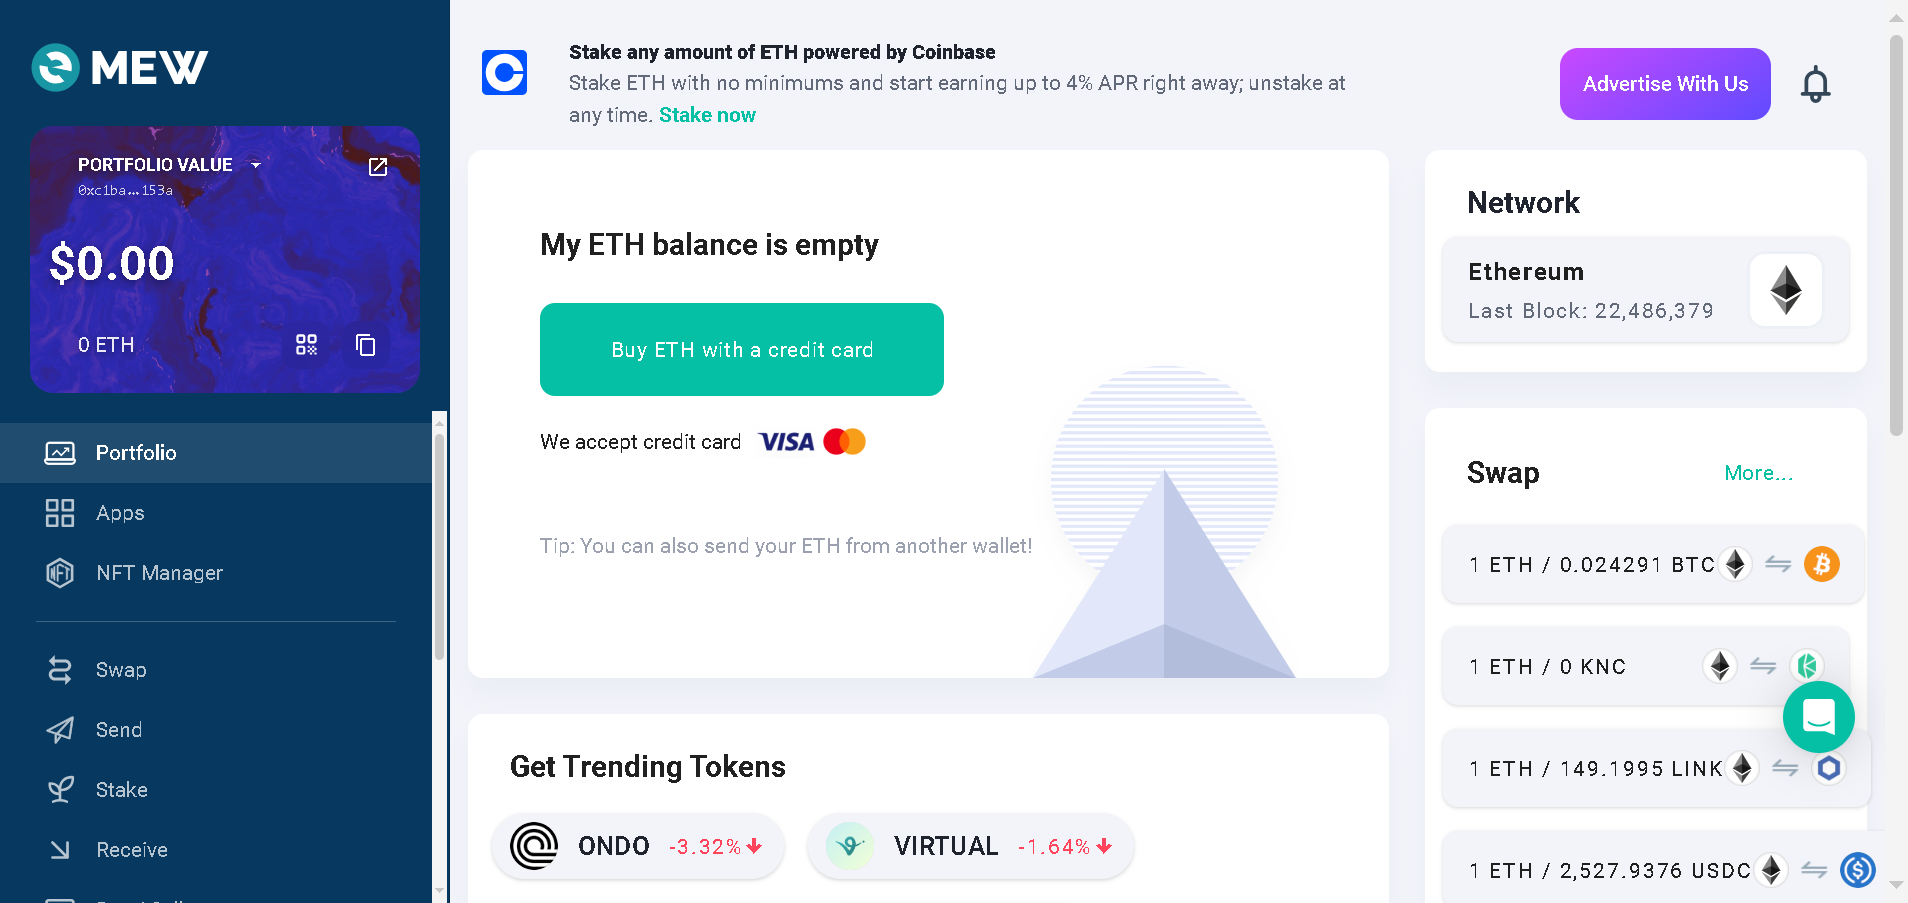 MEW
PORTFOLIO VALUE
0xc1ba...153a
$0.00
0 ETH
Portfolio
Apps
NFT Manager
Swap
Send
Stake
Receive
Stake any amount of ETH powered by Coinbase
Stake ETH with no minimums and start earning up to 4% APR right away; unstake at
any time. Stake now
Advertise With Us
My ETH balance is empty
Buy ETH with a credit card
We accept credit card VISA
Tip: You can also send your ETH from another wallet!
Get Trending Tokens
ONDO -3.32%
VIRTUAL -1.64%
Network
Ethereum
Last Block: 22,486,379
Swap
More...
1 ETH / 0.024291 BTC
1 ETH / 0 KNC
1 ETH / 149.1995 LINK
1 ETH / 2,527.9376 USDC